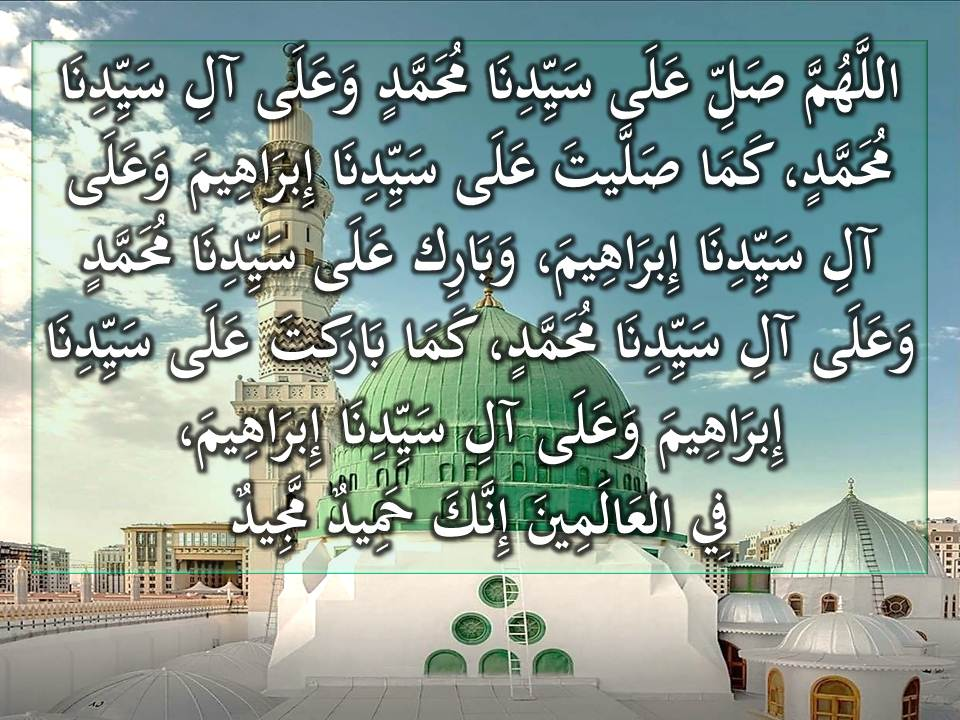 اللَّهُمَّ صَلِّ عَلَى سَيِّدِنَا مُحَمَّدٍ وَعَلَى آلِ سَيِّدِنَا
مُحَمَّدٍ، كَمَا صَلَّيتَ عَلَى سَيِّدِنَا إِبرَاهِيمَ وَعَلَى
آلِ سَيِّدِنَا إِبرَاهِيمَ، وَبَارِك عَلَى سَيِّدِنَا مُحَمَّدٍ
وَعَلَى آلِ سَيِّدِنَا مُحَمَّدٍ، كَمَا بَارَكتَ عَلَى سَيِّدِنَا
إِبرَاهِيمَ وَعَلَى آلِ سَيِّدِنَا إِبرَاهِيمَ،
فِي العَالَمِينَ إِنَّكَ حَمِيدٌ مَّجِيدٌ